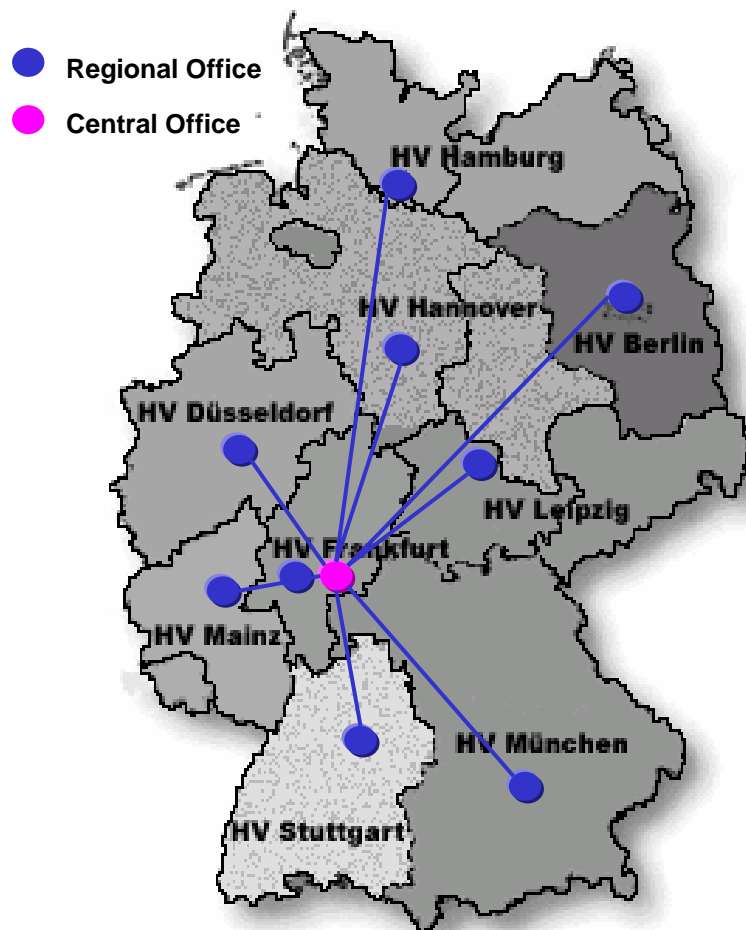 Regional Office
Central Office
HV Hamburg
HV Hannover
HV Berlin
HV Düsseldorf
HV Leipzig
HV Frankfurt
HV Mainz
HV München
HV Stuttgart